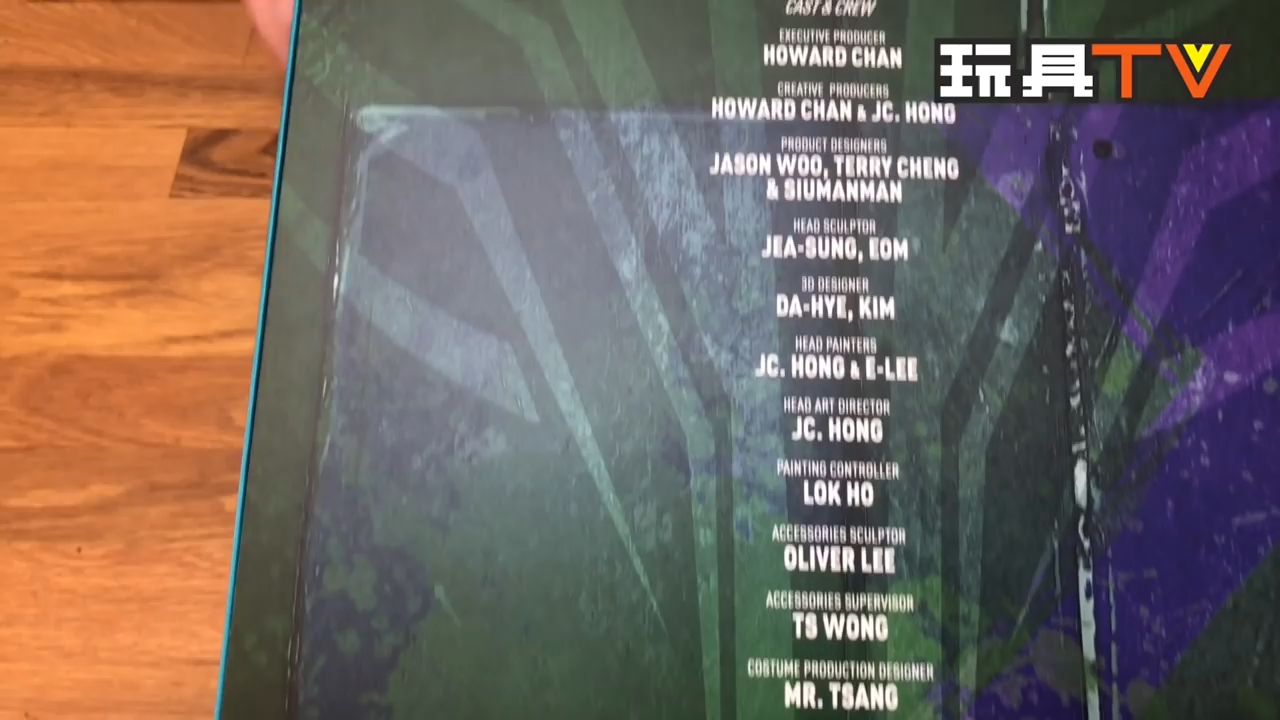 CAST & CREW
EXECUTIVE PRODUCER
HOWARD CHAN
CREATIVE PRODUCERS
HOWARD CHAN & JC. HONG
PRODUCT DESIGNERS
JASON WOO, TERRY CHENG
& SIUMANMAN
HEAD SCULPTOR
JEA-SUNG, EOM
3D DESIGNER
DA-HYE, KIM
HEAD PAINTERS
JC. HONG & E-LEE
HEAD ART DIRECTOR
JC. HONG
PAINTING CONTROLLER
LOK HO
ACCESSORIES SCULPTOR
OLIVER LEE
ACCESSORIES SUPERVISOR
TS WONG
COSTUME PRODUCTION DESIGNER
MR. TSANG
玩具TV